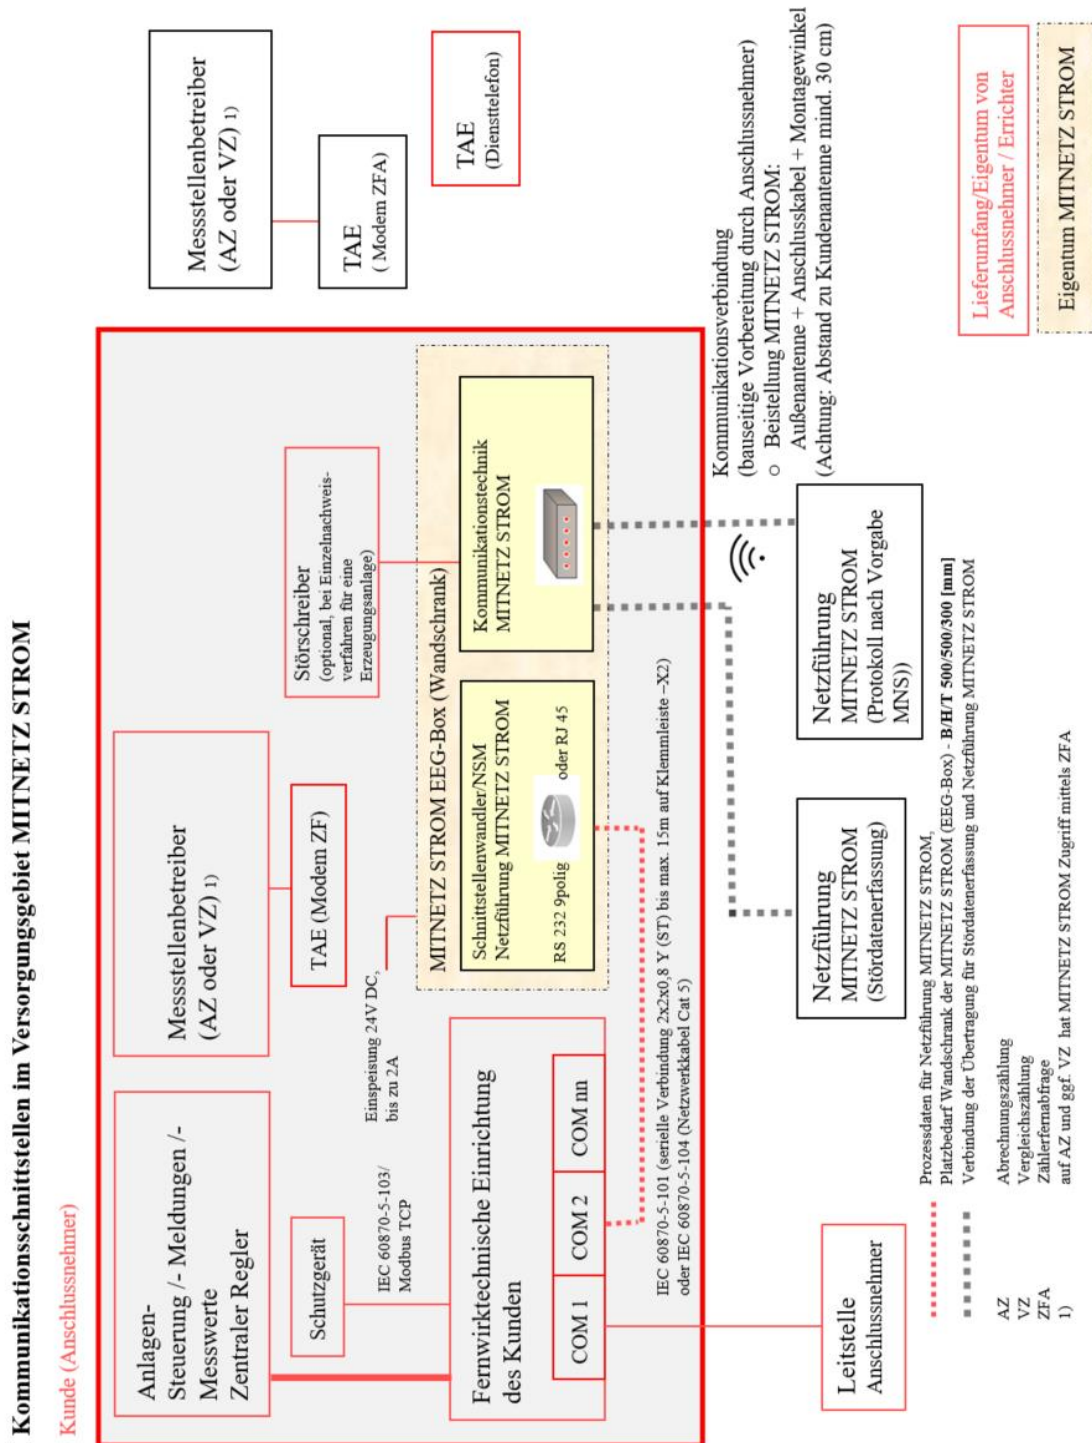 Kommunikationsschnittstellen im Versorgungsgebiet MITNETZ STROM
Kunde (Anschlussnehmer)
Anlagen-
Steuerung /- Meldungen /-
Messwerte
Zentraler Regler
Messstellenbetreiber
(AZ oder VZ) 1)
Messstellenbetreiber
(AZ oder VZ) 1)
Schutzgerät
TAE (Modem ZF)
Störschreiber
(optional, bei Einzelnachweis-
verfahren für eine
Erzeugungsanlage)
TAE
( Modem ZFA)
IEC 60870-5-103/
Modbus TCP
Einspeisung 24V DC,
bis zu 2A
TAE
(Diensttelefon)
MITNETZ STROM EEG-Box (Wandschrank)
Fernwirktechnische Einrichtung
des Kunden
COM 1
COM 2
COM nn
Schnittstellenwandler/NSM
Netzführung MITNETZ STROM
RS 232 9polig
oder RJ 45
Kommunikationstechnik
MITNETZ STROM
IEC 60870-5-101 (serielle Verbindung 2x2x0,8 Y (ST) bis max. 15m auf Klemmleiste –X2)
oder IEC 60870-5-104 (Netzwerkkabel Cat 5)
Kommunikationsverbindung
(bauseitige Vorbereitung durch Anschlussnehmer)
○ Beistellung MITNETZ STROM:
Außenantenne + Anschlusskabel + Montagewinkel
(Achtung: Abstand zu Kundenantenne mind. 30 cm)
Leitstelle
Anschlussnehmer
Netzführung
MITNETZ STROM
(Stördatenerfassung)
Netzführung
MITNETZ STROM
(Protokoll nach Vorgabe
MNS))
Prozessdaten für Netzführung MITNETZ STROM,
Platzbedarf Wandschrank der MITNETZ STROM (EEG-Box) - B/H/T 500/500/300 [mm]
Verbindung der Übertragung für Stördatenerfassung und Netzführung MITNETZ STROM
AZ Abrechnungszählung
VZ Vergleichszählung
ZFA Zählerfernabfrage
1) auf AZ und ggf. VZ hat MITNETZ STROM Zugriff mittels ZFA
Lieferumfang/Eigentum von
Anschlussnehmer / Errichter
Eigentum MITNETZ STROM